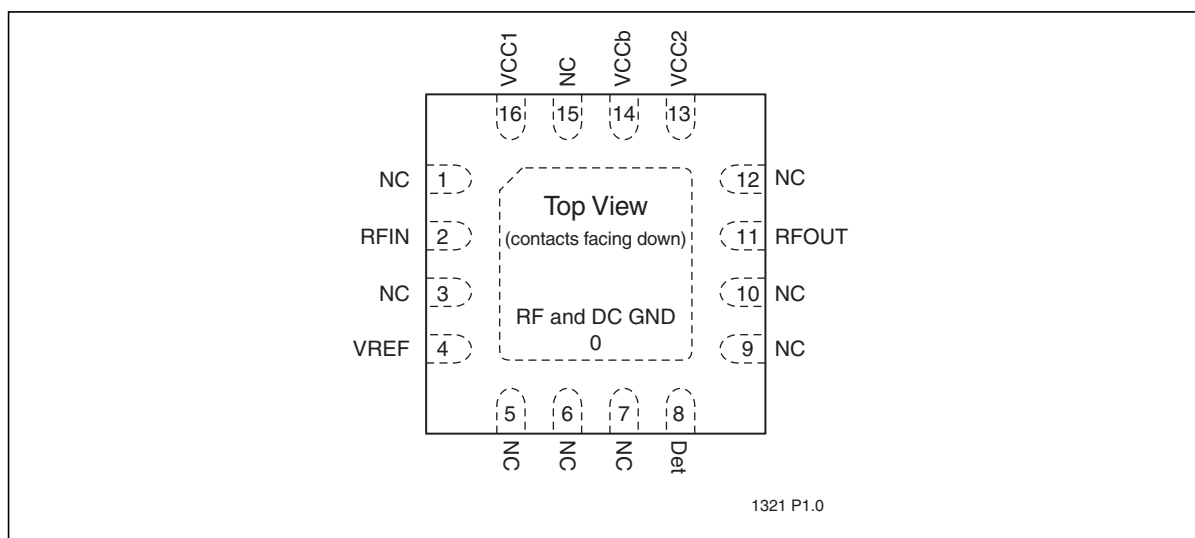 VCC1
NC
VCCb
VCC2
16
15
14
13
NC 1
12 NC
Top View
RFIN 2
(contacts facing down)
11 RFOUT
NC 3
10 NC
RF and DC GND
0
VREF 4
9 NC
5
6
7
8
NC
NC
NC
Det
1321 P1.0